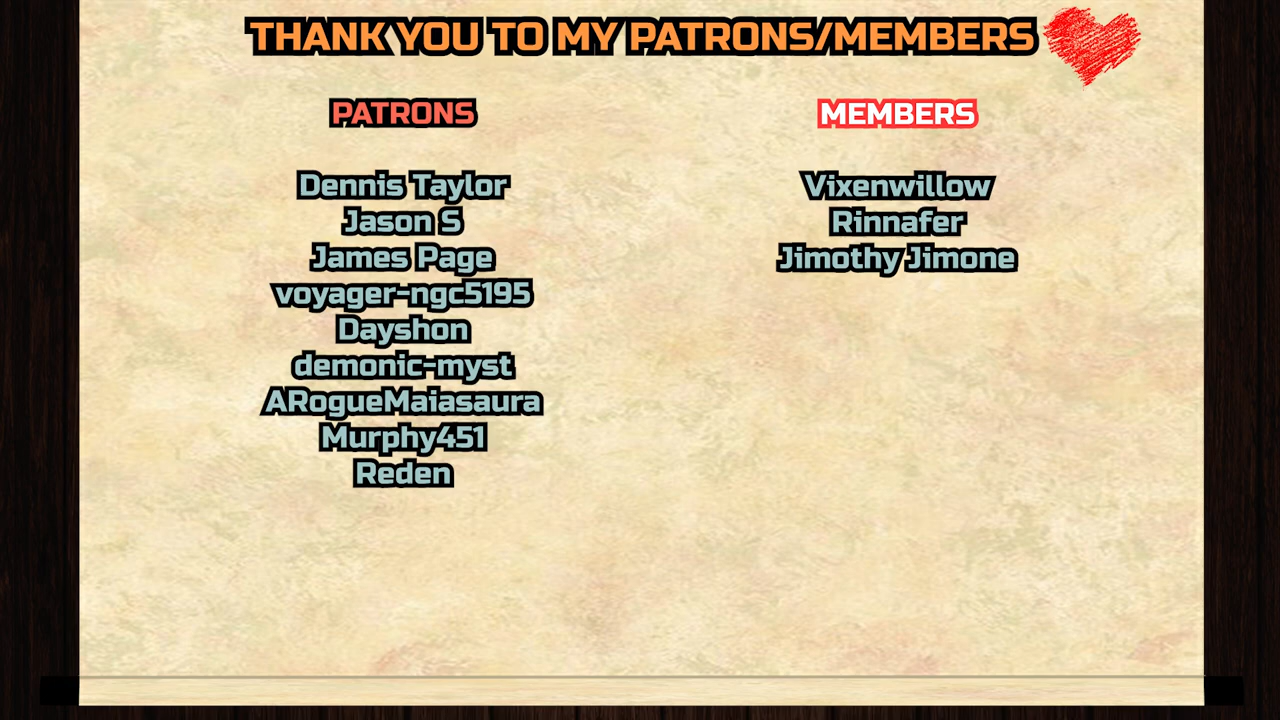 THANK YOU TO MY PATRONS/MEMBERS
PATRONS
Dennis Taylor
Jason S
James Page
voyager-ngc5195
Dayshon
demonic-myst
ARogueMaiasaura
Murphy451
Reden
MEMBERS
Vixenwillow
Rinnafer
Jimothy Jimone